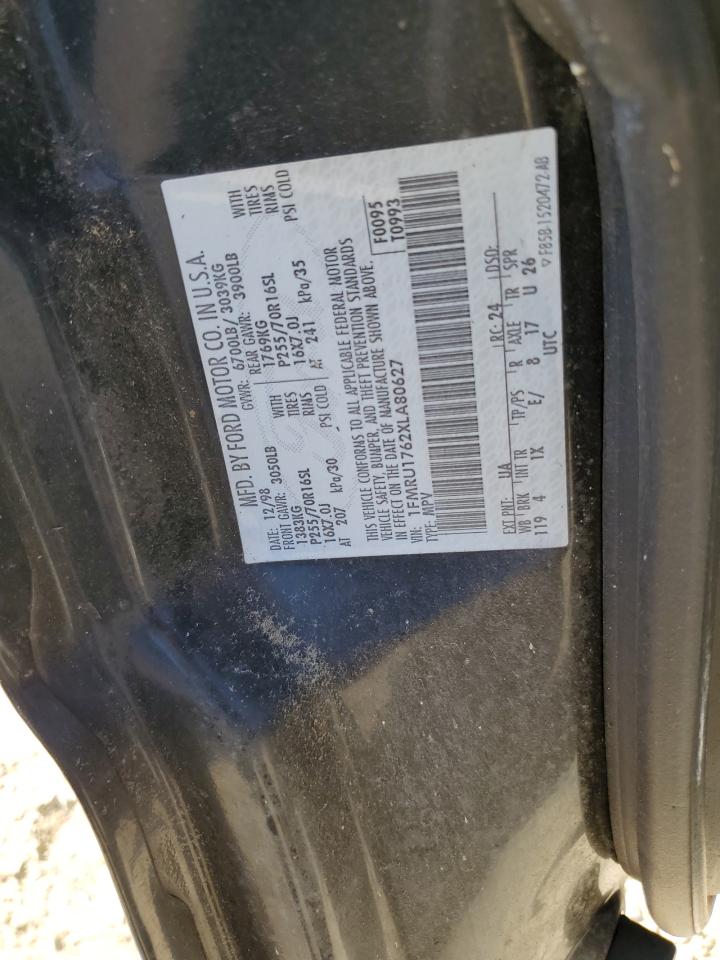 MFD. BY FORD MOTOR CO. IN U.S.A.
DATE: 12/98 GVWR: 6700LB/ 3039KG
FRONT GAWR: 3050LB REAR GAWR: 3900LB
1383KG WITH 1769KG WITH
P255/70R16SL TIRES P255/70R16SL TIRES
16X7.0J RIMS 16X7.0J RIMS
AT 207 kPa/30 PSI COLD AT 241 kPa/35 PSI COLD
THIS VEHICLE CONFORMS TO ALL APPLICABLE FEDERAL MOTOR
VEHICLE SAFETY, BUMPER, AND THEFT PREVENTION STANDARDS
IN EFFECT ON THE DATE OF MANUFACTURE SHOWN ABOVE.
VIN: 1FMRU1762XLA80627 F0095
TYPE: MPV T0993
EXT PNT: UA RC: 24 DSO:
WB BRK INT TR TP/PS R AXLE TR SPR
119 4 1X E/ 8 17 U 26
UTC
F85B-1520472-AB